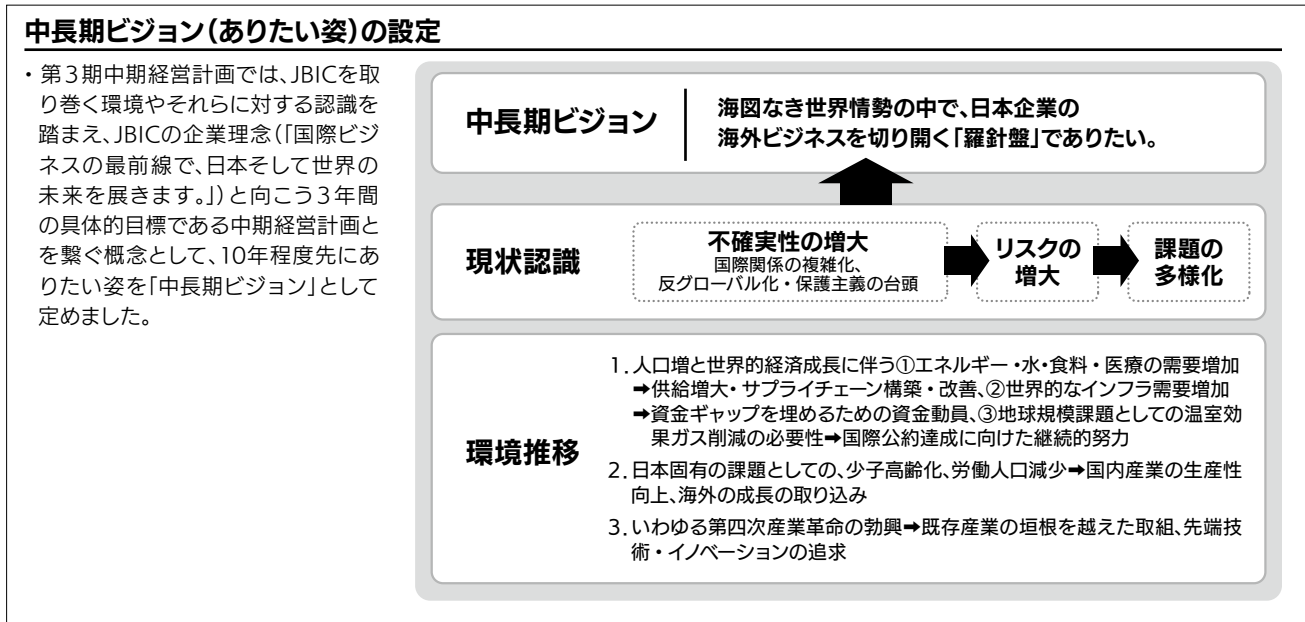 中長期ビジョン(ありたい姿)の設定
・第3期中期経営計画では、JBICを取
り巻く環境やそれらに対する認識を
踏まえ、JBICの企業理念(「国際ビジ
ネスの最前線で、日本そして世界の
未来を展きます。」)と向こう3年間
の具体的目標である中期経営計画と
を繋ぐ概念として、10年程度先にあ
りたい姿を「中長期ビジョン」として
定めました。
中長期ビジョン
海図なき世界情勢の中で、日本企業の
海外ビジネスを切り開く「羅針盤」でありたい。
現状認識
不確実性の増大
国際関係の複雑化、
反グローバル化・保護主義の台頭
リスクの
増大
課題の
多様化
環境推移
1.人口増と世界的経済成長に伴う①エネルギー・水・食料・医療の需要増加
➡供給増大・サプライチェーン構築・改善、②世界的なインフラ需要増加
➡資金ギャップを埋めるための資金動員、③地球規模課題としての温室効
果ガス削減の必要性➡国際公約達成に向けた継続的努力
2.日本固有の課題としての、少子高齢化、労働人口減少➡国内産業の生産性
向上、海外の成長の取り込み
3.いわゆる第四次産業革命の勃興➡既存産業の垣根を越えた取組、先端技
術・イノベーションの追求